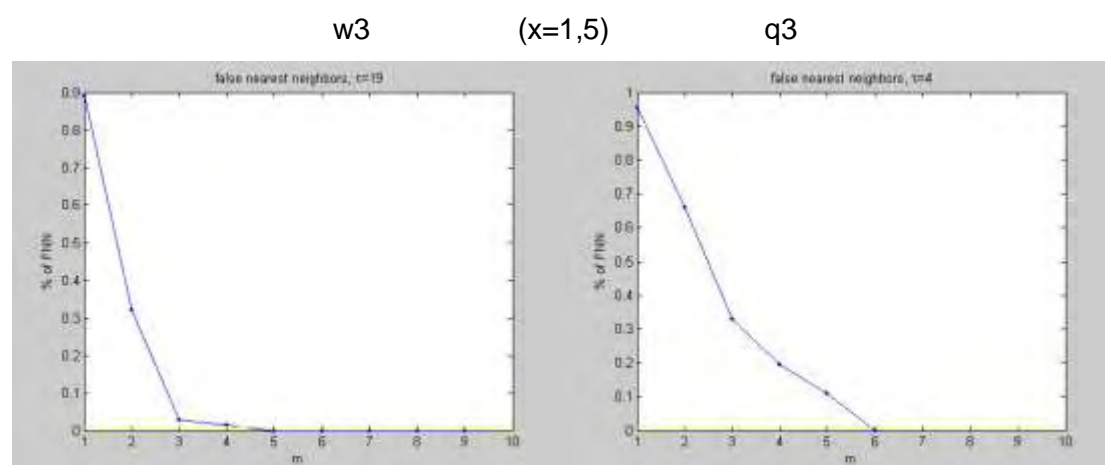 w3 (x=1,5) q3
false nearest neighbors, τ=19
0.9
0.8
0.7
0.6
0.5
0.4
0.3
0.2
0.1
0
% of FNN
1 2 3 4 5 6 7 8 9 10
m
false nearest neighbors, τ=4
1
0.9
0.8
0.7
0.6
0.5
0.4
0.3
0.2
0.1
0
% of FNN
1 2 3 4 5 6 7 8 9 10
m